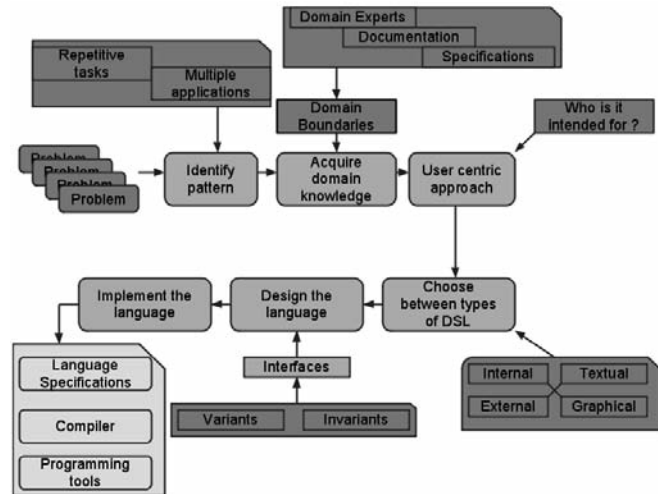 Domain Experts
Documentation
Specifications
Repetitive
tasks
Multiple
applications
Domain
Boundaries
Who is it
intended for ?
Problem
Problem
Problem
Problem
Identify
pattern
Acquire
domain
knowledge
User centric
approach
Implement the
language
Design the
language
Choose
between types
of DSL
Language
Specifications
Compiler
Programming
tools
Interfaces
Variants
Invariants
Internal
Textual
External
Graphical